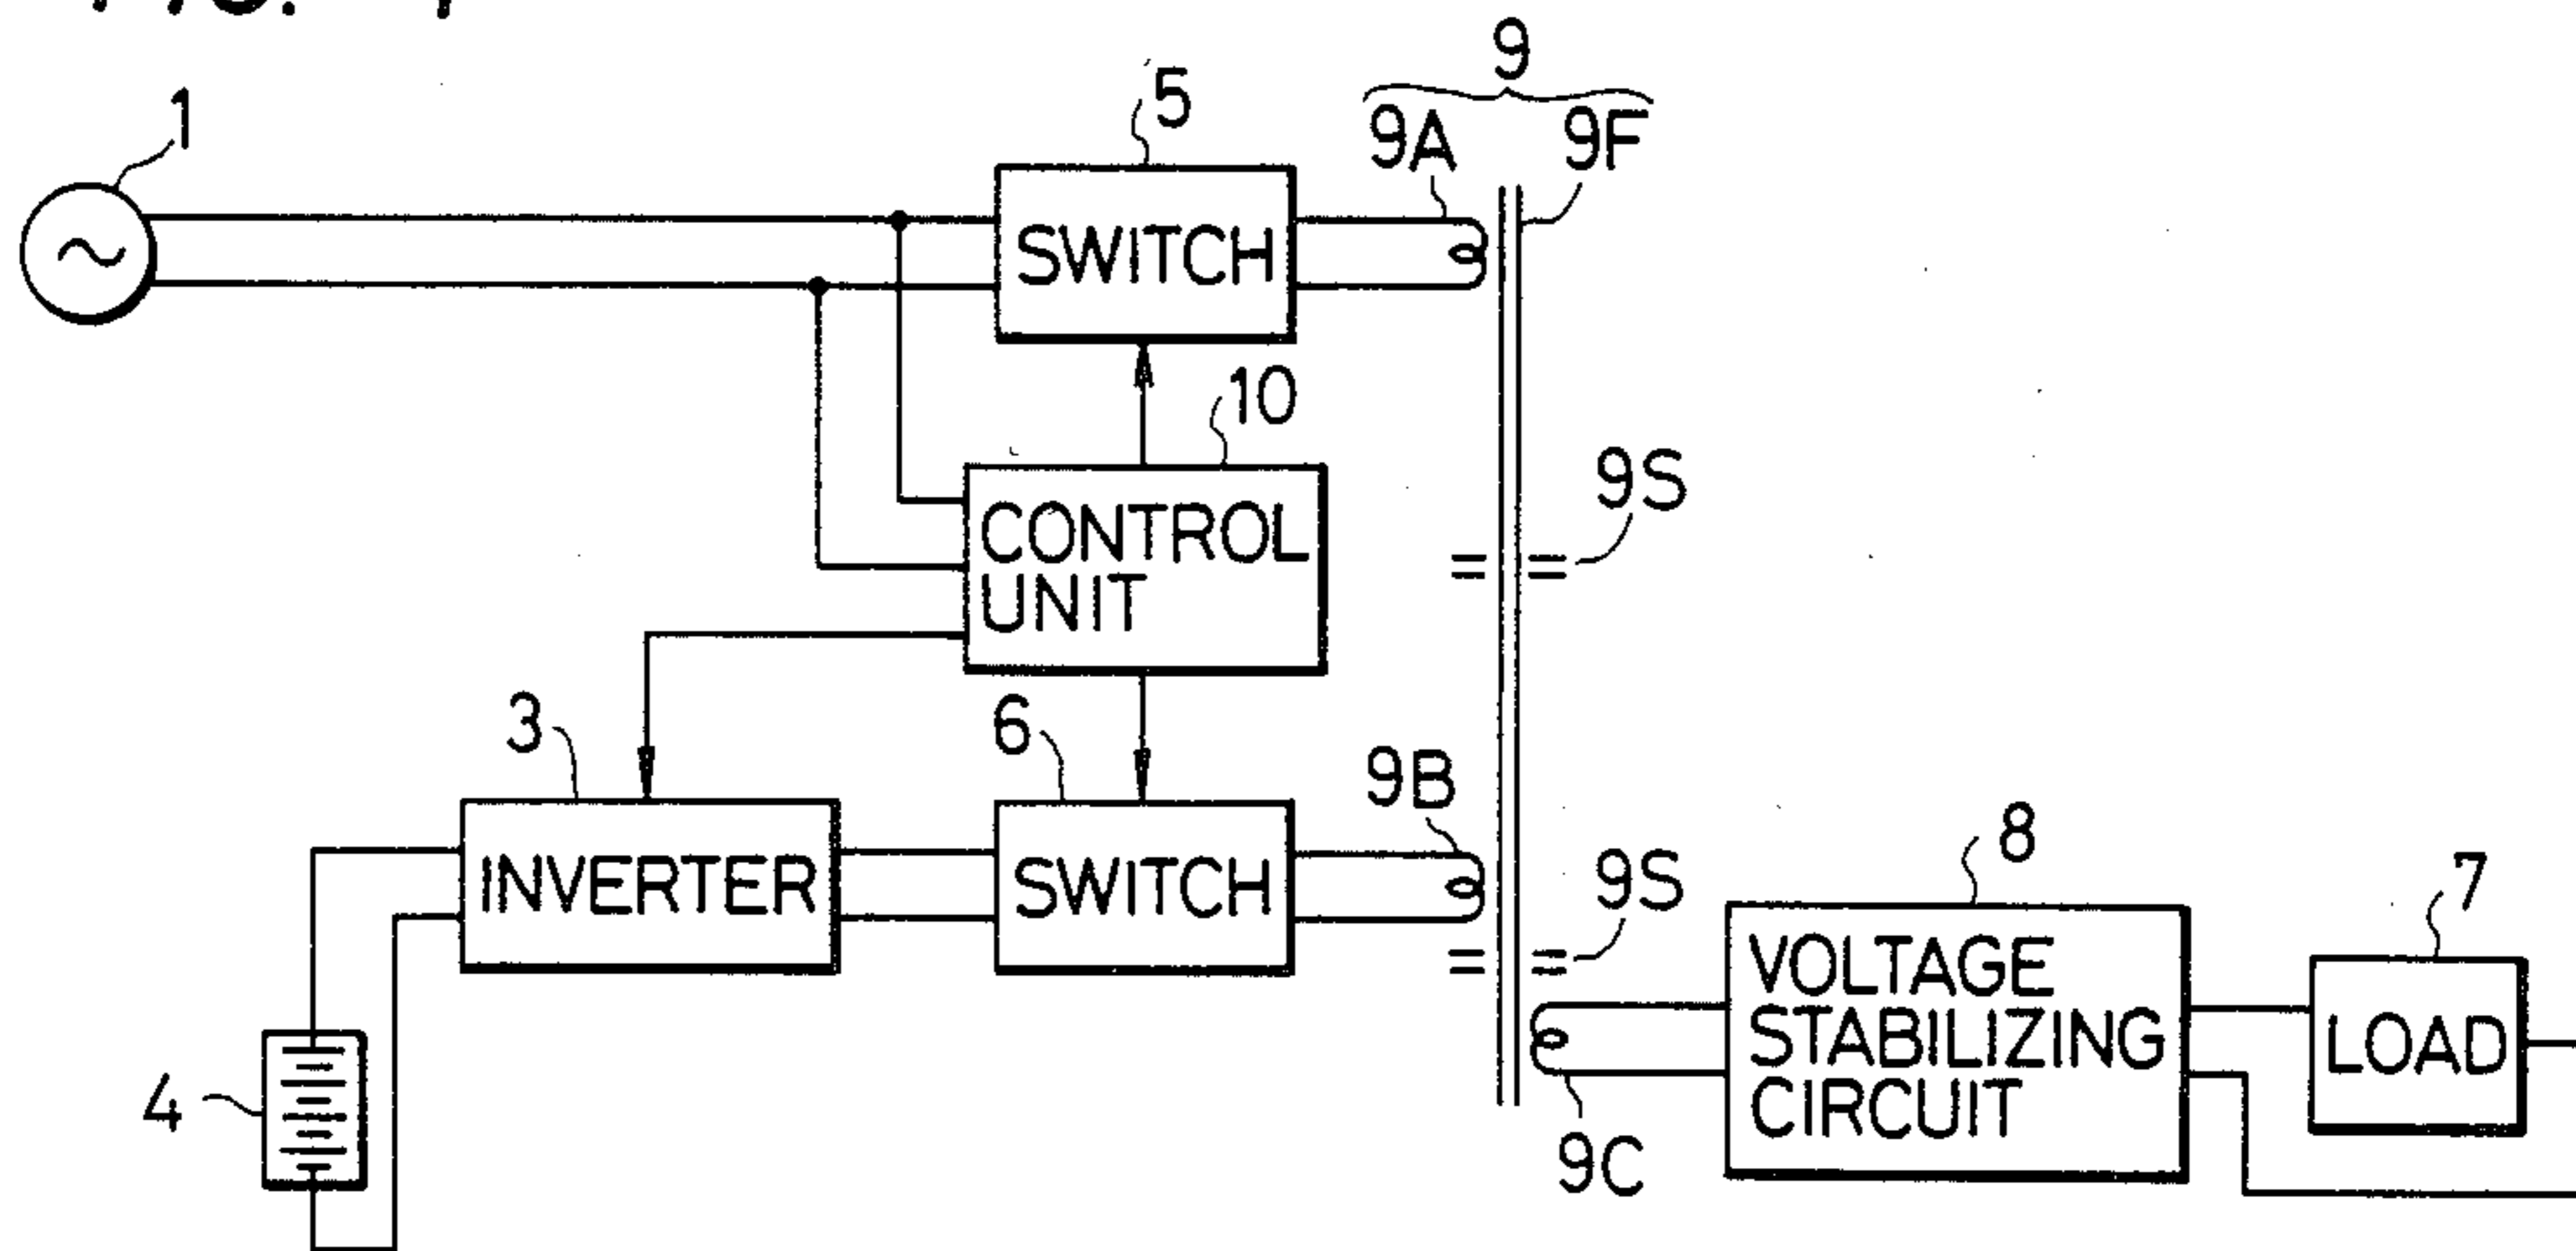 9
1
5
9A
9F
SWITCH
10
9S
CONTROL
UNIT
3
6
9B
8
9S
7
INVERTER
SWITCH
VOLTAGE
STABILIZING
CIRCUIT
LOAD
4
9C